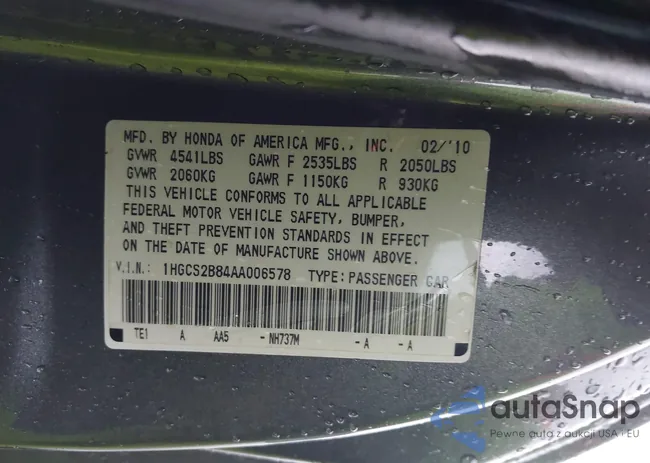 MFD. BY HONDA OF AMERICA MFG., INC. 02/'10
GVWR 4541LBS GAWR F 2535LBS R 2050LBS
GVWR 2060KG GAWR F 1150KG R 930KG
THIS VEHICLE CONFORMS TO ALL APPLICABLE
FEDERAL MOTOR VEHICLE SAFETY, BUMPER,
AND THEFT PREVENTION STANDARDS IN EFFECT
ON THE DATE OF MANUFACTURE SHOWN ABOVE.
V.I.N.: 1HGCS2B84AA006578 TYPE:PASSENGER CAR
TE1 A AA5 -NH737M -A -A
autaSnap
Pewne auta z aukcji USA i EU